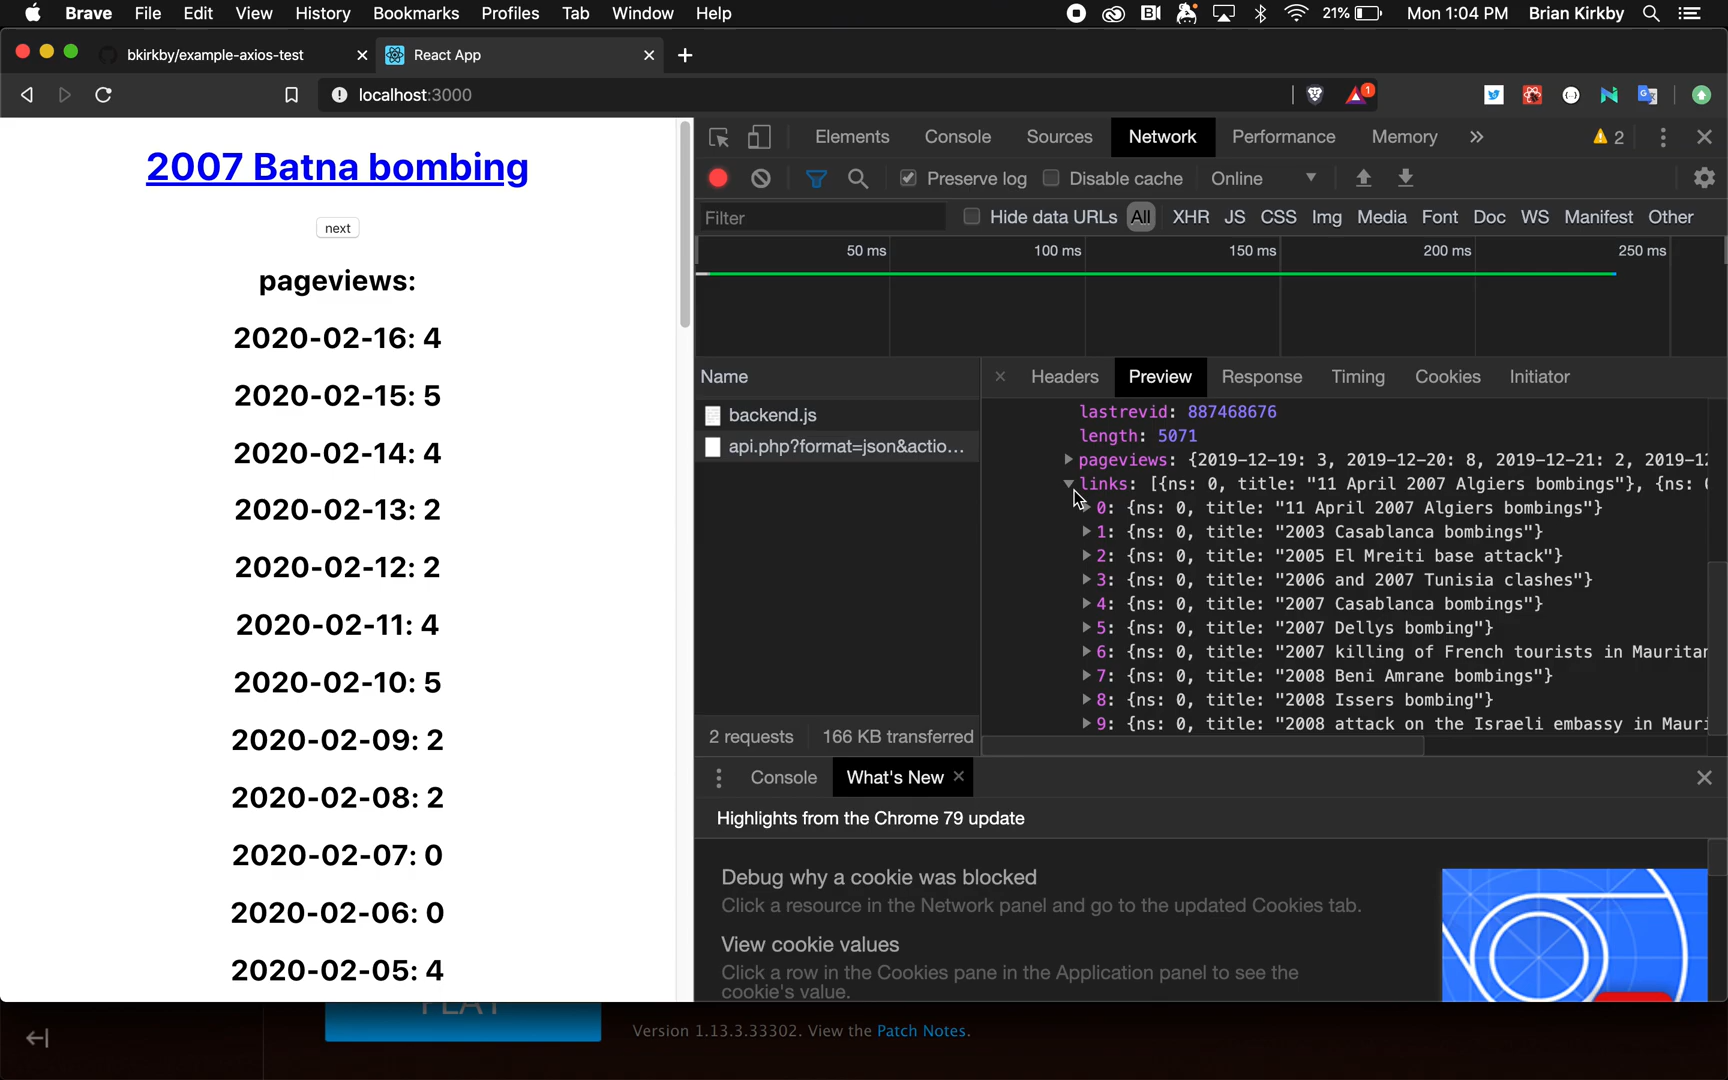 Brave File Edit View History Bookmarks Profiles Tab Window Help 21% Mon 1:04 PM Brian Kirkby
bkirkby/example-axios-test React App
localhost:3000 1
2007 Batna bombing
next
pageviews:
2020-02-16: 4
2020-02-15: 5
2020-02-14: 4
2020-02-13: 2
2020-02-12: 2
2020-02-11: 4
2020-02-10: 5
2020-02-09: 2
2020-02-08: 2
2020-02-07: 0
2020-02-06: 0
2020-02-05: 4
Elements Console Sources Network Performance Memory » 2
Preserve log Disable cache Online
Filter Hide data URLs All XHR JS CSS Img Media Font Doc WS Manifest Other
50 ms 100 ms 150 ms 200 ms 250 ms
Name
backend.js
api.php?format=json&actio...
2 requests 166 KB transferred
Headers Preview Response Timing Cookies Initiator
lastrevid: 887468676
length: 5071
pageviews: {2019-12-19: 3, 2019-12-20: 8, 2019-12-21: 2, 2019-12
links: [{ns: 0, title: "11 April 2007 Algiers bombings"}, {ns:
0: {ns: 0, title: "11 April 2007 Algiers bombings"}
1: {ns: 0, title: "2003 Casablanca bombings"}
2: {ns: 0, title: "2005 El Mreiti base attack"}
3: {ns: 0, title: "2006 and 2007 Tunisia clashes"}
4: {ns: 0, title: "2007 Casablanca bombings"}
5: {ns: 0, title: "2007 Dellys bombing"}
6: {ns: 0, title: "2007 killing of French tourists in Maurita
7: {ns: 0, title: "2008 Beni Amrane bombings"}
8: {ns: 0, title: "2008 Issers bombing"}
9: {ns: 0, title: "2008 attack on the Israeli embassy in Mauri
Console What's New
Highlights from the Chrome 79 update
Debug why a cookie was blocked
Click a resource in the Network panel and go to the updated Cookies tab.
View cookie values
Click a row in the Cookies pane in the Application panel to see the
cookie's value.
PLAY
Version 1.13.3.33302. View the Patch Notes.